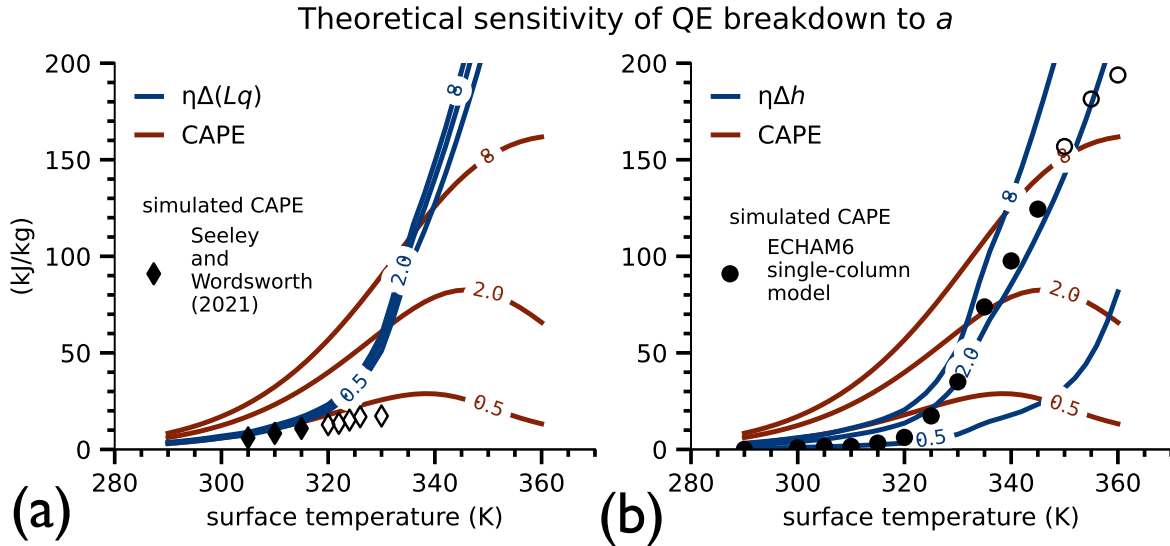 Theoretical sensitivity of QE breakdown to a
200
150
100
50
0
(kJ/kg)
ηΔ(Lq)
CAPE
simulated CAPE
Seeley
and
Wordsworth
(2021)
8
8
2.0
2.0
0.5
0.5
280
300
320
340
360
surface temperature (K)
(a)
200
150
100
50
0
ηΔh
CAPE
simulated CAPE
ECHAM6
single-column
model
8
8
2.0
2.0
0.5
0.5
280
300
320
340
360
surface temperature (K)
(b)